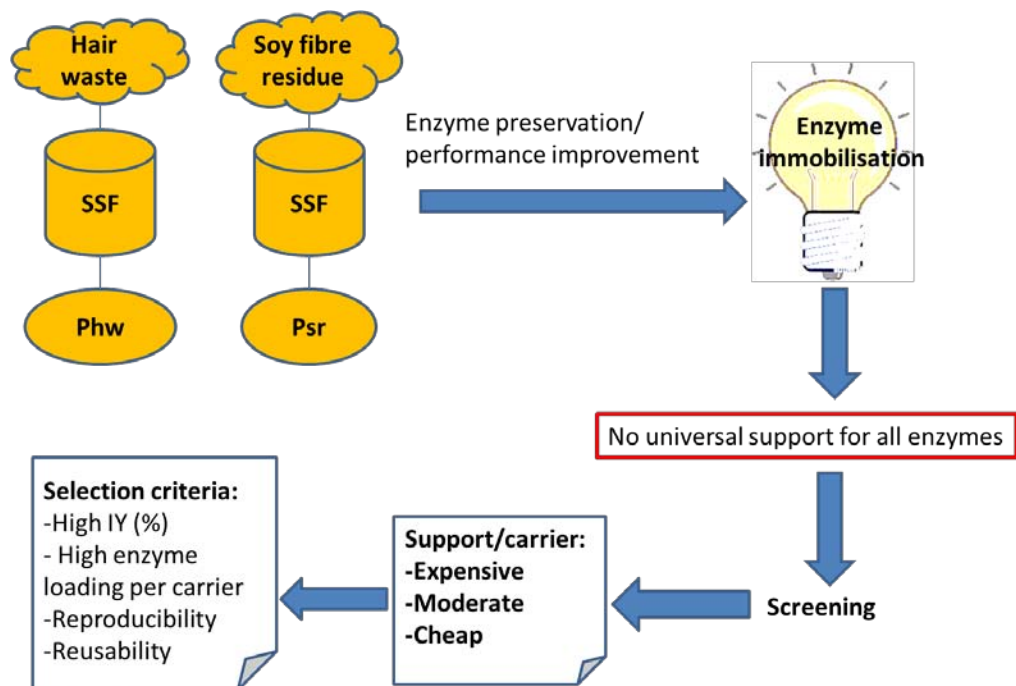 Hair
waste
Soy fibre
residue
SSF
SSF
Phw
Psr
Enzyme preservation/
performance improvement
Enzyme
immobilisation
No universal support for all enzymes
Screening
Support/carrier:
-Expensive
-Moderate
-Cheap
Selection criteria:
-High IY (%)
- High enzyme
loading per carrier
-Reproducibility
-Reusability